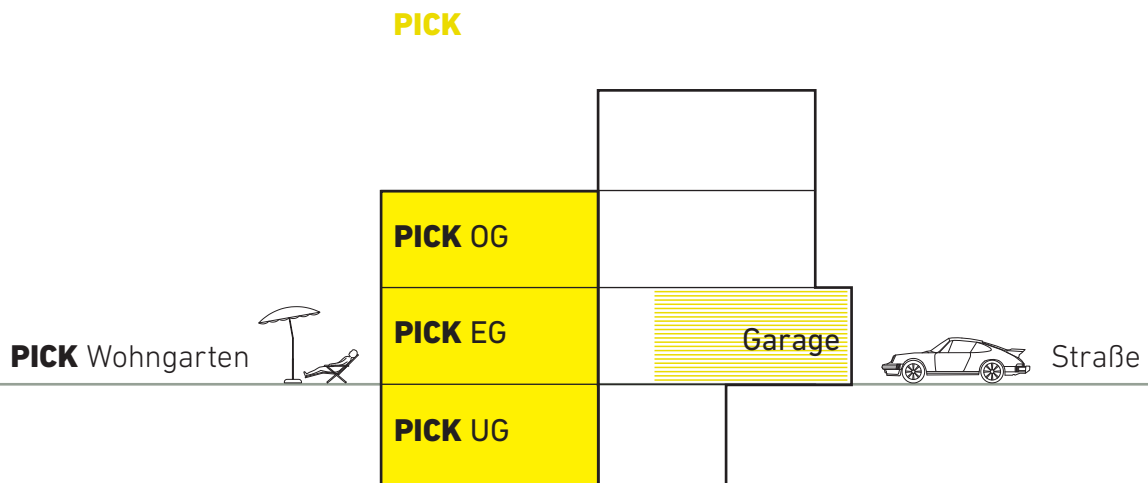 PICK
PICK OG
PICK EG
Garage
PICK Wohngarten
Straße
PICK UG